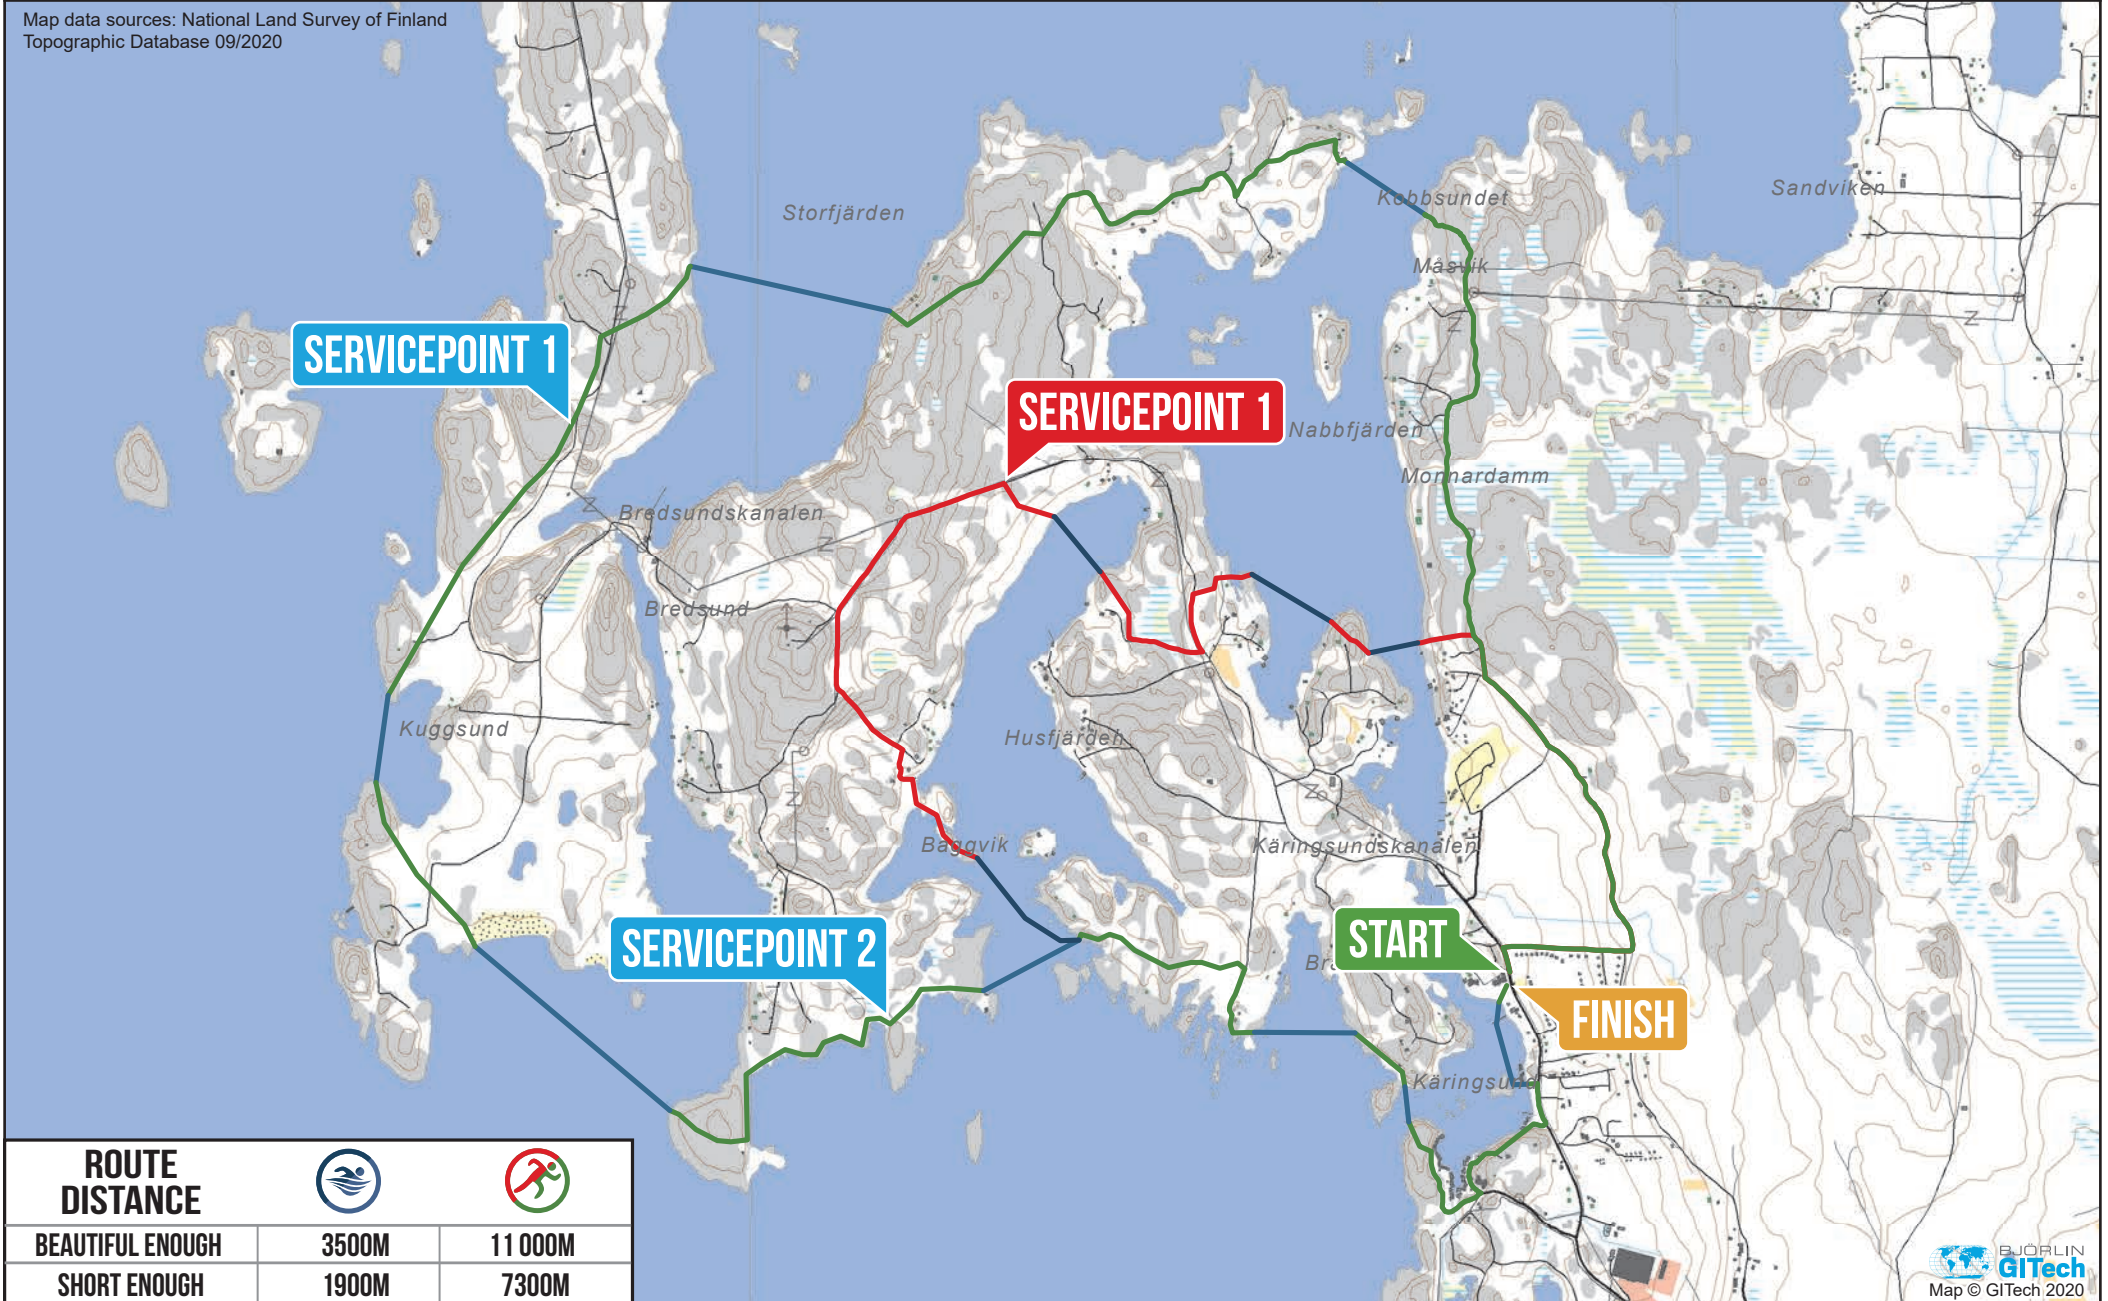 Map data sources: National Land Survey of Finland
Topographic Database 09/2020
Storfjärden
Kobbsundet
Sandviken
Måsvik
SERVICEPOINT 1
SERVICEPOINT 1
Nabbfjärden
Monnardamm
Bredsundskanalen
Bredsund
Kuggsund
Husfjärden
Baggvik
Käringsundskanalen
START
SERVICEPOINT 2
FINISH
Käringsund
ROUTE
DISTANCE
BEAUTIFUL ENOUGH 3500M 11 000M
SHORT ENOUGH 1900M 7300M
BJÖRLIN
GITech
Map © GITech 2020